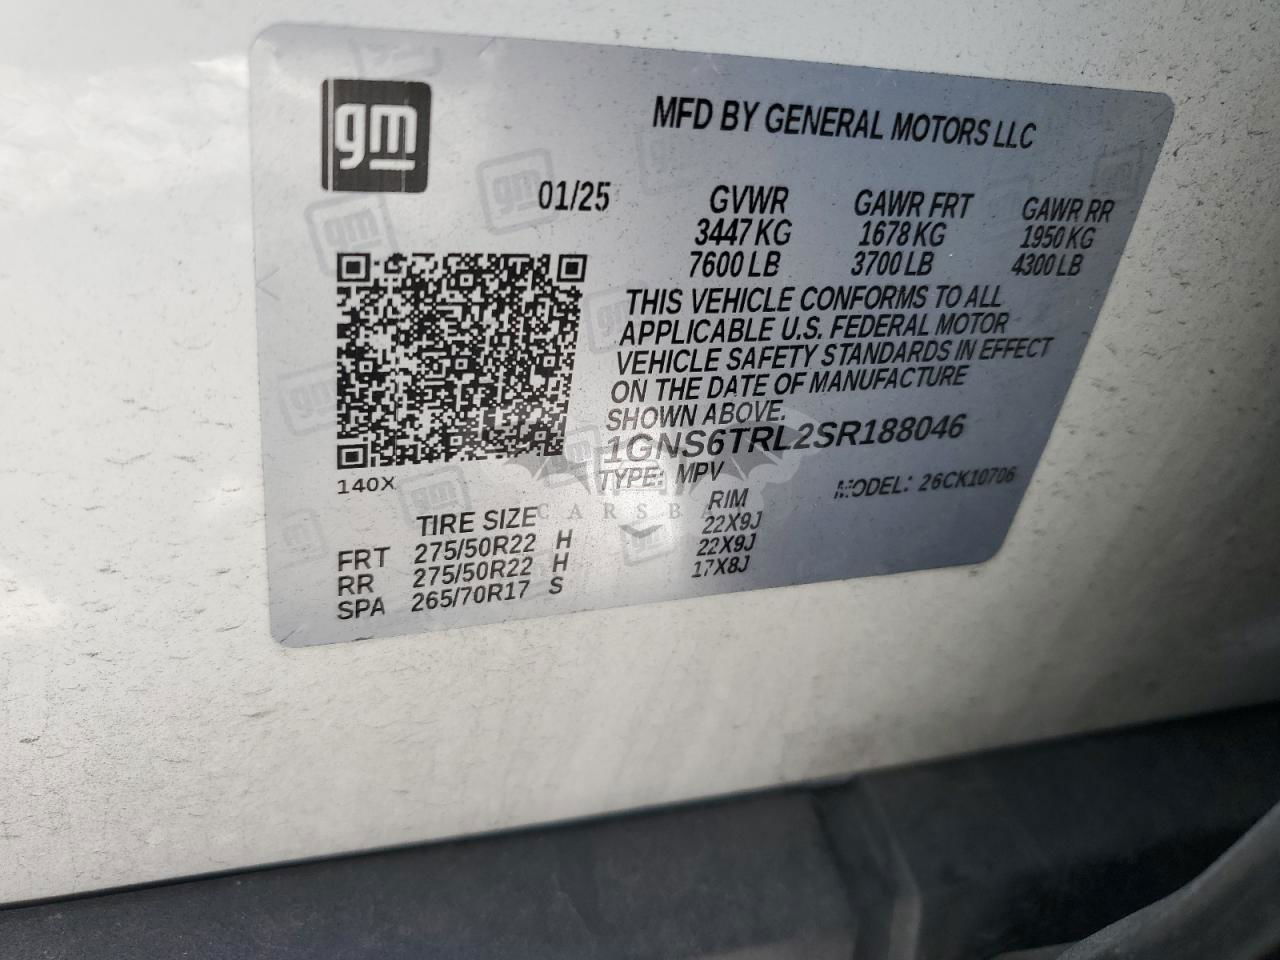 gm
MFD BY GENERAL MOTORS LLC
01/25 GVWR GAWR FRT GAWR RR
3447 KG 1678 KG 1950 KG
7600 LB 3700 LB 4300 LB
THIS VEHICLE CONFORMS TO ALL
APPLICABLE U.S. FEDERAL MOTOR
VEHICLE SAFETY STANDARDS IN EFFECT
ON THE DATE OF MANUFACTURE
SHOWN ABOVE.
1GNS6TRL2SR188046
TYPE: MPV MODEL: 26CK10706
140X
TIRE SIZE RIM
FRT 275/50R22 H 22X9J
RR 275/50R22 H 22X9J
SPA 265/70R17 S 17X8J